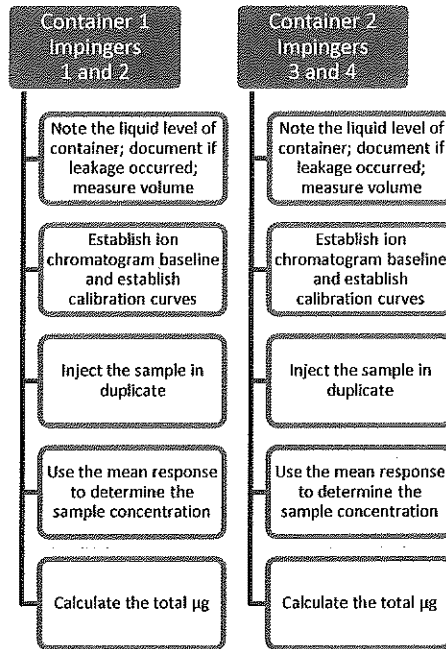 Container 1
Impingers
1 and 2
Note the liquid level of
container; document if
leakage occurred;
measure volume
Establish ion
chromatogram baseline
and establish
calibration curves
Inject the sample in
duplicate
Use the mean response
to determine the
sample concentration
Calculate the total µg
Container 2
Impingers
3 and 4
Note the liquid level of
container; document if
leakage occurred;
measure volume
Establish ion
chromatogram baseline
and establish
calibration curves
Inject the sample in
duplicate
Use the mean response
to determine the
sample concentration
Calculate the total µg